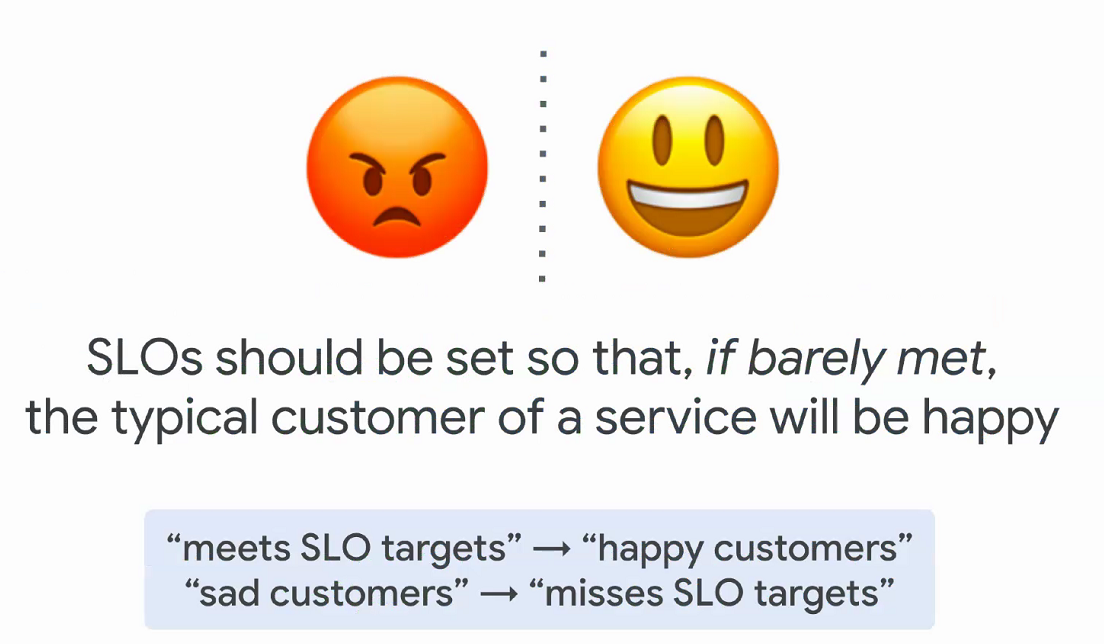 SLOs should be set so that, if barely met,
the typical customer of a service will be happy
“meets SLO targets” → “happy customers”
“sad customers” → “misses SLO targets”